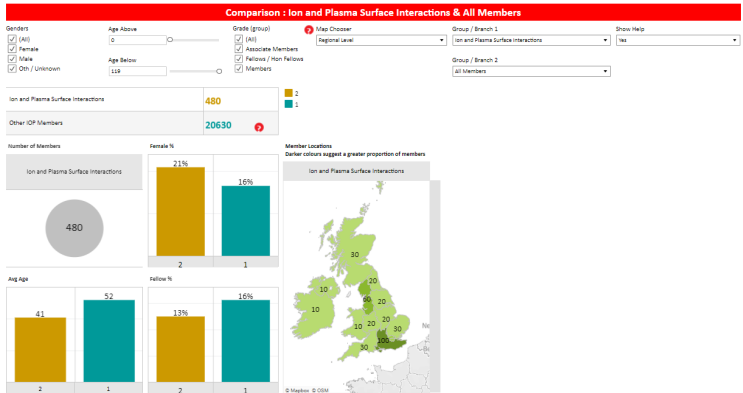 Comparison : Ion and Plasma Surface Interactions & All Members
Genders
(All)
Female
Male
Oth / Unknown
Age Above
0
Age Below
119
Grade (group)
(All)
Associate Members
Fellows / Hon Fellows
Members
? Map Chooser
Regional Level
Group / Branch 1
Ion and Plasma Surface Interactions
Group / Branch 2
All Members
Show Help
Yes
Ion and Plasma Surface Interactions 480
Other IOP Members 20630 ?
2
1
Number of Members
Ion and Plasma Surface Interactions
480
Female %
21%
16%
2 1
Avg Age
41
52
2 1
Fellow %
13%
16%
2 1
Member Locations
Darker colours suggest a greater proportion of members
Ion and Plasma Surface Interactions
30
20
10
60
20
10
20
10 20
30
100
30
Ne
© Mapbox © OSM